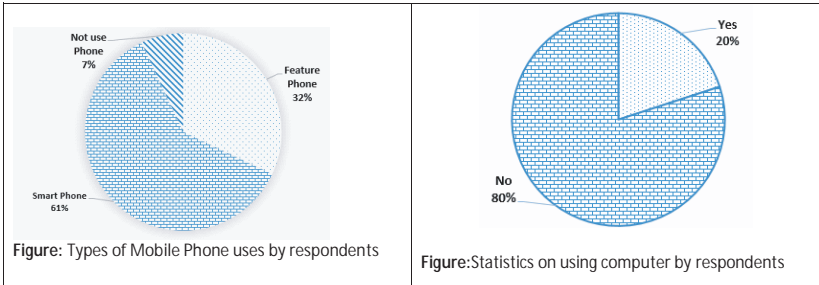 Not use
Phone
7%
Feature
Phone
32%
Smart Phone
61%
Figure: Types of Mobile Phone uses by respondents
Yes
20%
No
80%
Figure:Statistics on using computer by respondents